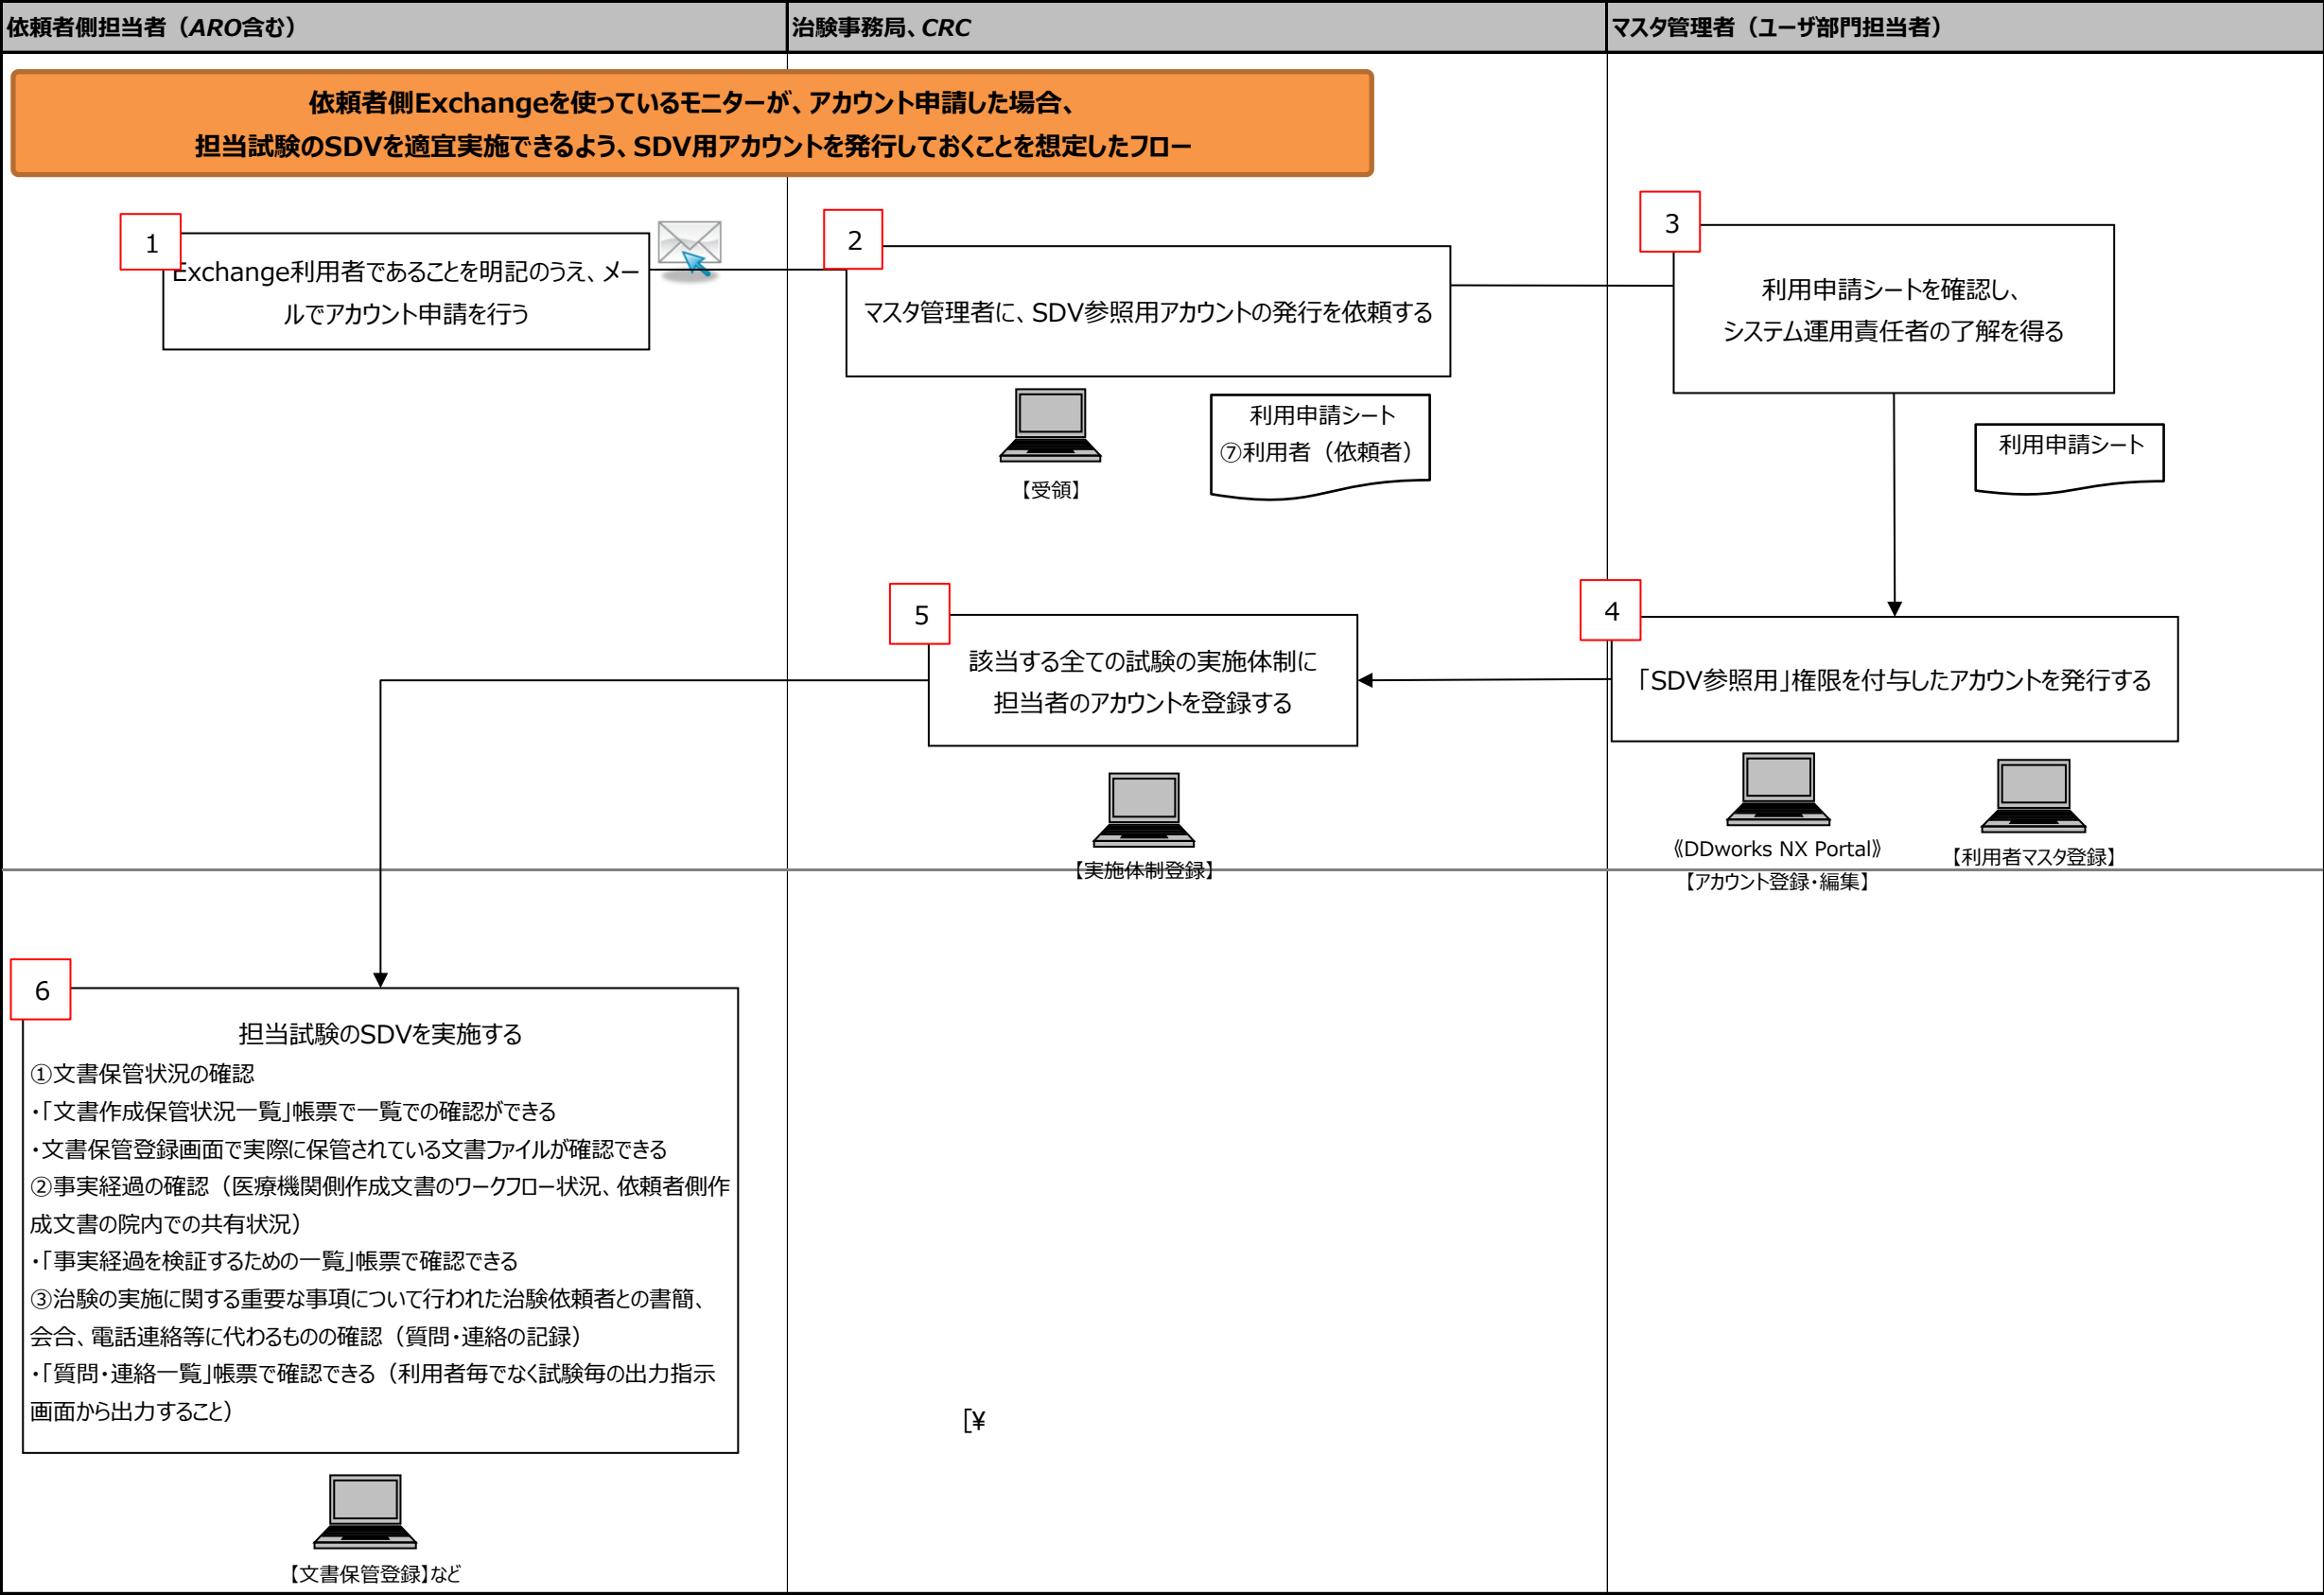 依頼者側担当者（ARO含む）
治験事務局、CRC
マスタ管理者（ユーザ部門担当者）
依頼者側Exchangeを使っているモニターが、アカウント申請した場合、
担当試験のSDVを適宜実施できるよう、SDV用アカウントを発行しておくことを想定したフロー
1
Exchange利用者であることを明記のうえ、メー
ルでアカウント申請を行う
2
マスタ管理者に、SDV参照用アカウントの発行を依頼する
【受領】
利用申請シート
⑦利用者（依頼者）
3
利用申請シートを確認し、
システム運用責任者の了解を得る
利用申請シート
4
「SDV参照用」権限を付与したアカウントを発行する
《DDworks NX Portal》
【アカウント登録・編集】
【利用者マスタ登録】
5
該当する全ての試験の実施体制に
担当者のアカウントを登録する
【実施体制登録】
6
担当試験のSDVを実施する
①文書保管状況の確認
・「文書作成保管状況一覧」帳票で一覧での確認ができる
・文書保管登録画面で実際に保管されている文書ファイルが確認できる
②事実経過の確認（医療機関側作成文書のワークフロー状況、依頼者側作
成文書の院内での共有状況）
・「事実経過を検証するための一覧」帳票で確認できる
③治験の実施に関する重要な事項について行われた治験依頼者との書簡、
会合、電話連絡等に代わるものの確認（質問・連絡の記録）
・「質問・連絡一覧」帳票で確認できる（利用者毎でなく試験毎の出力指示
画面から出力すること）
【文書保管登録】など
[¥